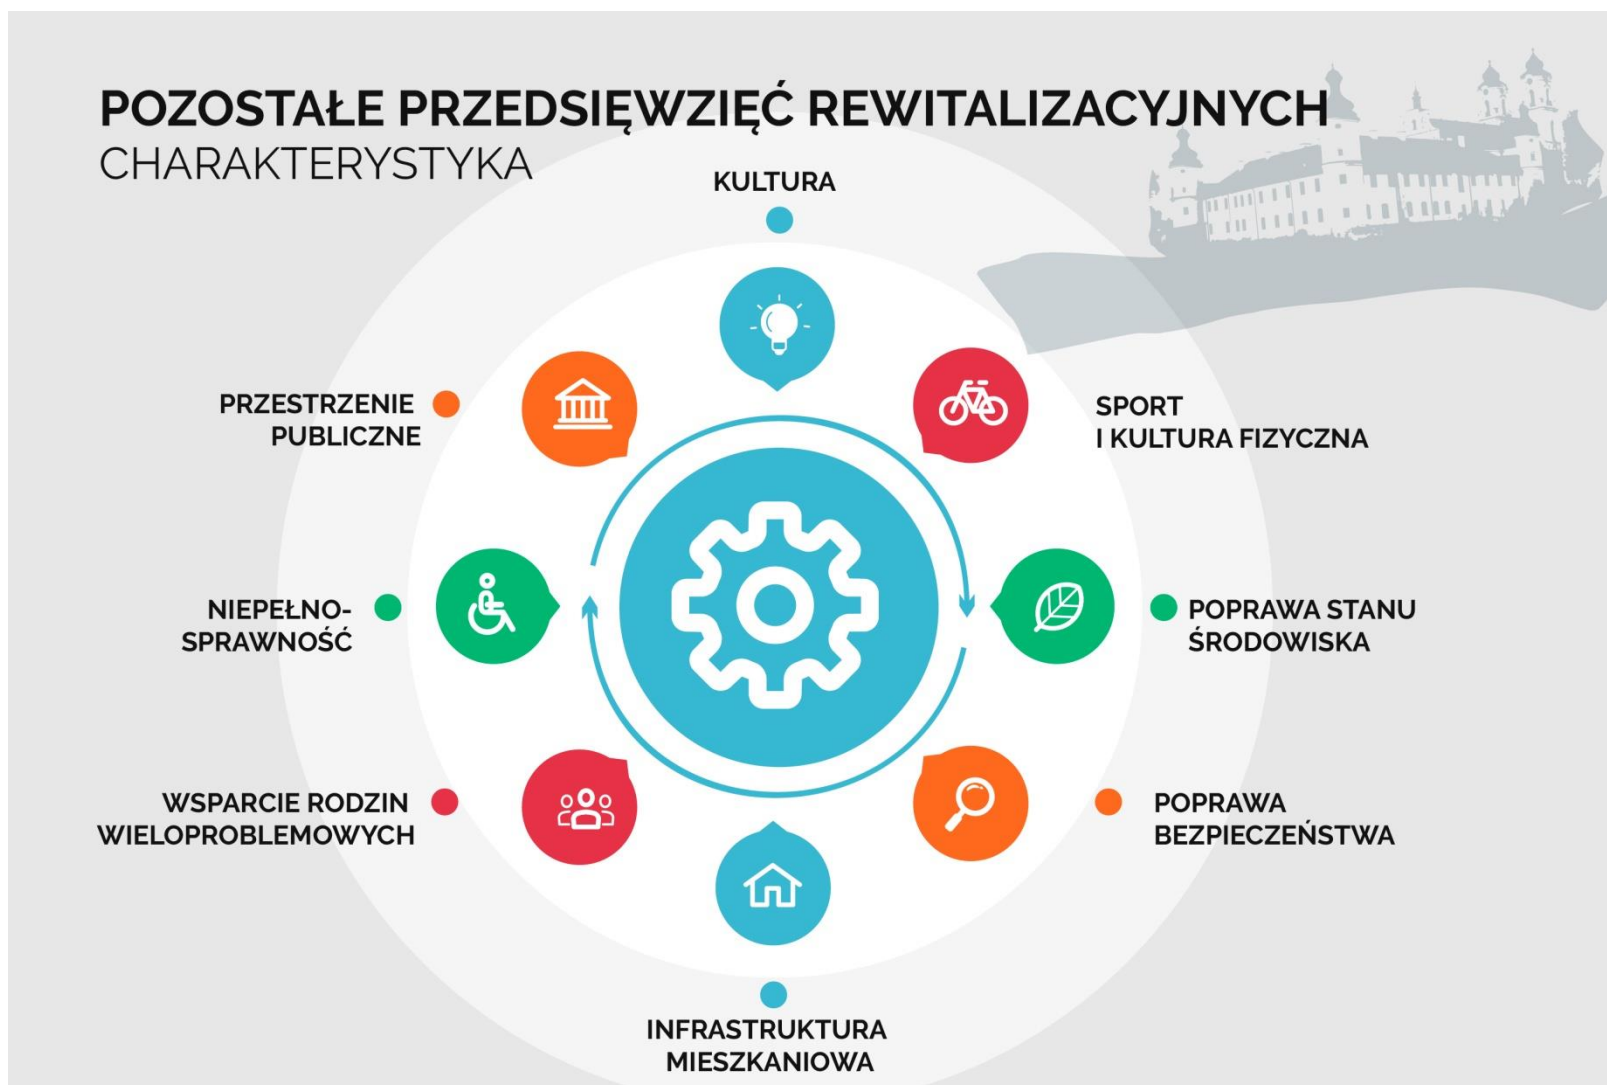 POZOSTAŁE PRZEDSIĘWZIĘĆ REWITALIZACYJNYCH
CHARAKTERYSTYKA
KULTURA
PRZESTRZENIE
PUBLICZNE
SPORT
I KULTURA FIZYCZNA
NIEPEŁNO-
SPRAWNOŚĆ
POPRAWA STANU
ŚRODOWISKA
WSPARCIE RODZIN
WIELOPROBLEMOWYCH
POPRAWA
BEZPIECZEŃSTWA
INFRASTRUKTURA
MIESZKANIOWA